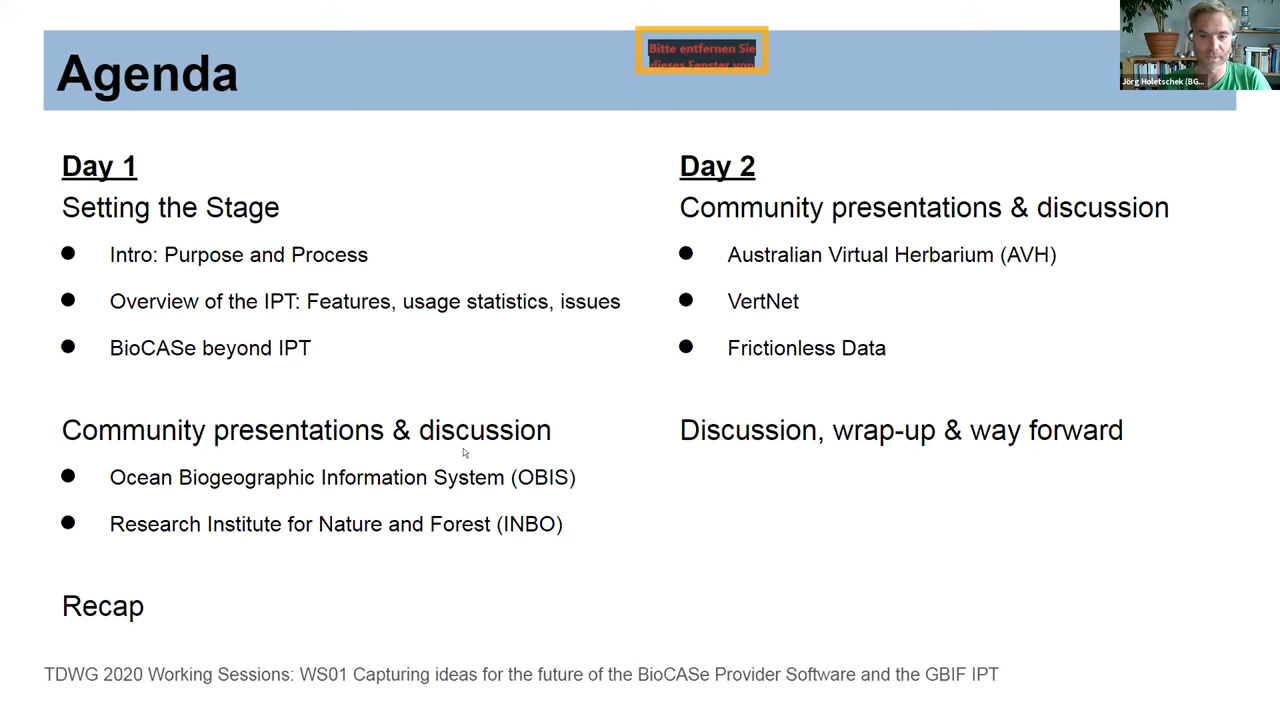 Agenda
Bitte entfernen Sie
dieses Fenster von
Jörg Holetschek (BG...
Day 1
Setting the Stage
● Intro: Purpose and Process
● Overview of the IPT: Features, usage statistics, issues
● BioCASe beyond IPT
Community presentations & discussion
● Ocean Biogeographic Information System (OBIS)
● Research Institute for Nature and Forest (INBO)
Recap
Day 2
Community presentations & discussion
● Australian Virtual Herbarium (AVH)
● VertNet
● Frictionless Data
Discussion, wrap-up & way forward
TDWG 2020 Working Sessions: WS01 Capturing ideas for the future of the BioCASe Provider Software and the GBIF IPT